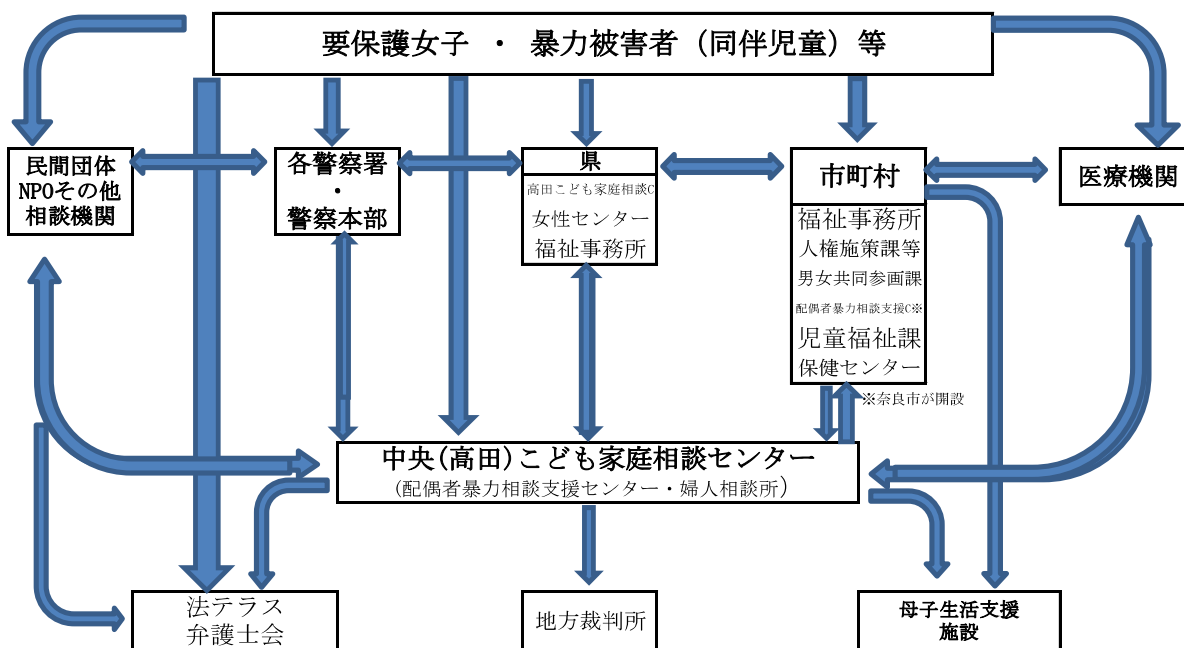 要保護女子 ・ 暴力被害者（同伴児童）等
民間団体
NPOその他
相談機関
各警察署
・
警察本部
県
高田こども家庭相談C
女性センター
福祉事務所
市町村
福祉事務所
人権施策課等
男女共同参画課
配偶者暴力相談支援C※
児童福祉課
保健センター
医療機関
※奈良市が開設
中央(高田)こども家庭相談センター
(配偶者暴力相談支援センター・婦人相談所)
法テラス
弁護士会
地方裁判所
母子生活支援
施設